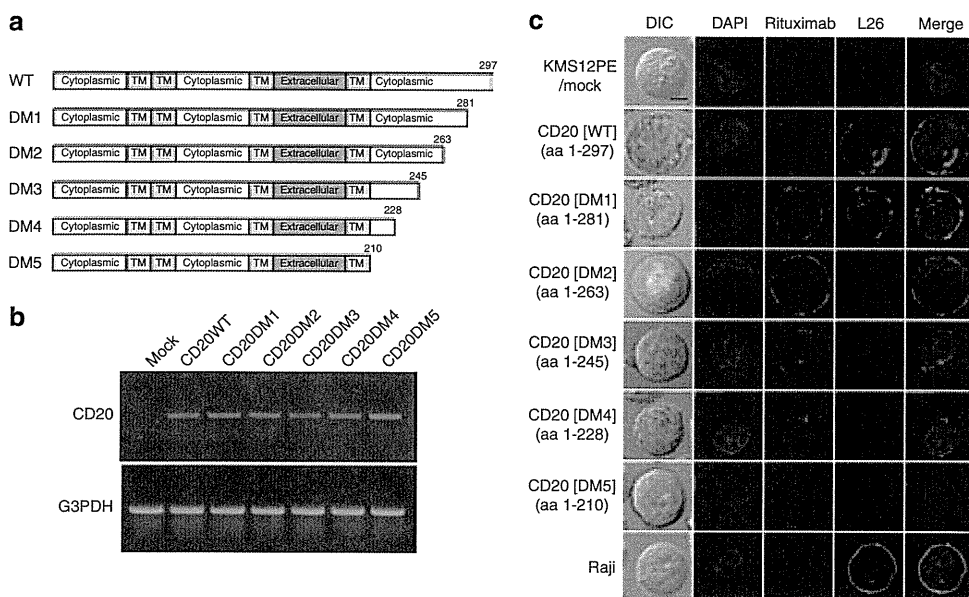 a
297
WT Cytoplasmic TM TM Cytoplasmic TM Extracellular TM Cytoplasmic
281
DM1 Cytoplasmic TM TM Cytoplasmic TM Extracellular TM Cytoplasmic
263
DM2 Cytoplasmic TM TM Cytoplasmic TM Extracellular TM Cytoplasmic
245
DM3 Cytoplasmic TM TM Cytoplasmic TM Extracellular TM
228
DM4 Cytoplasmic TM TM Cytoplasmic TM Extracellular TM
210
DM5 Cytoplasmic TM TM Cytoplasmic TM Extracellular TM
b
Mock CD20WT CD20DM1 CD20DM2 CD20DM3 CD20DM4 CD20DM5
CD20
G3PDH
c
DIC DAPI Rituximab L26 Merge
KMS12PE
/mock
CD20 [WT]
(aa 1-297)
CD20 [DM1]
(aa 1-281)
CD20 [DM2]
(aa 1-263)
CD20 [DM3]
(aa 1-245)
CD20 [DM4]
(aa 1-228)
CD20 [DM5]
(aa 1-210)
Raji